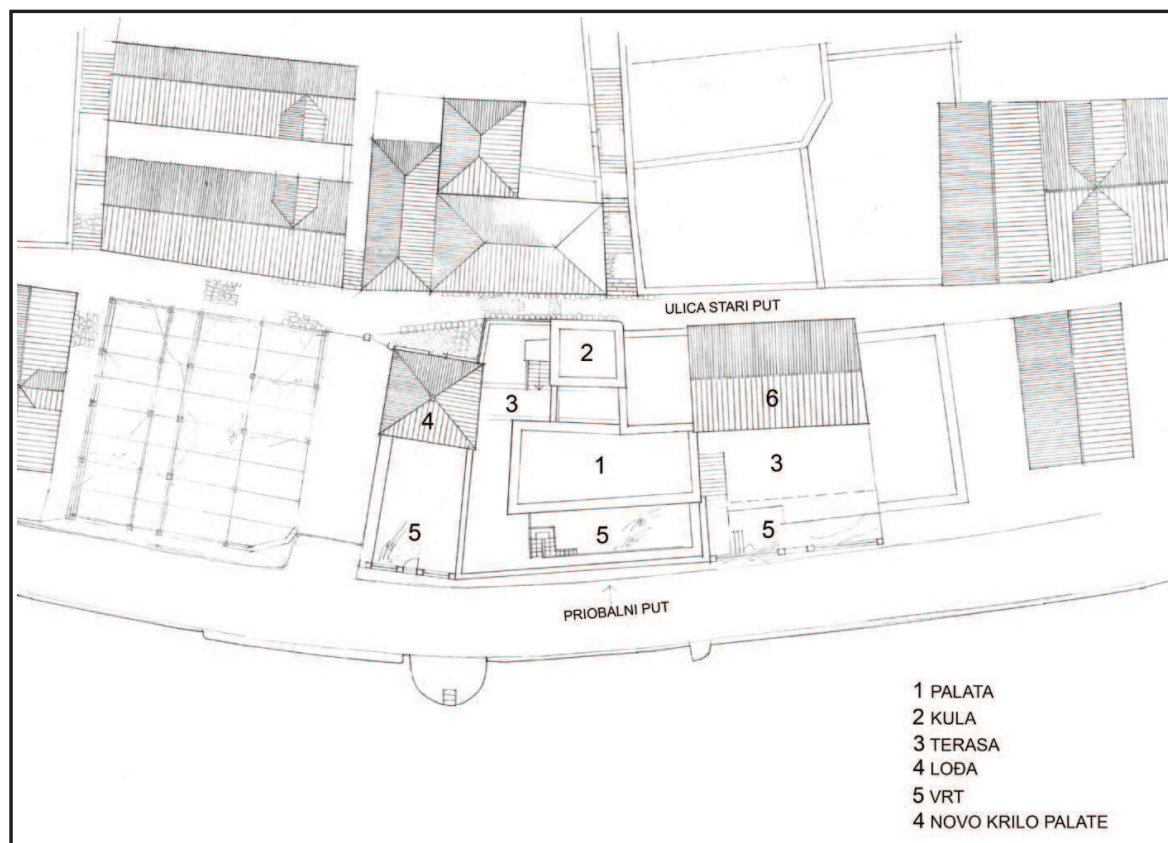 ULICA STARI PUT
2
6
3
4
1
3
5
5
5
PRIOBALNI PUT
1 PALATA
2 KULA
3 TERASA
4 LOĐA
5 VRT
4 NOVO KRILO PALATE